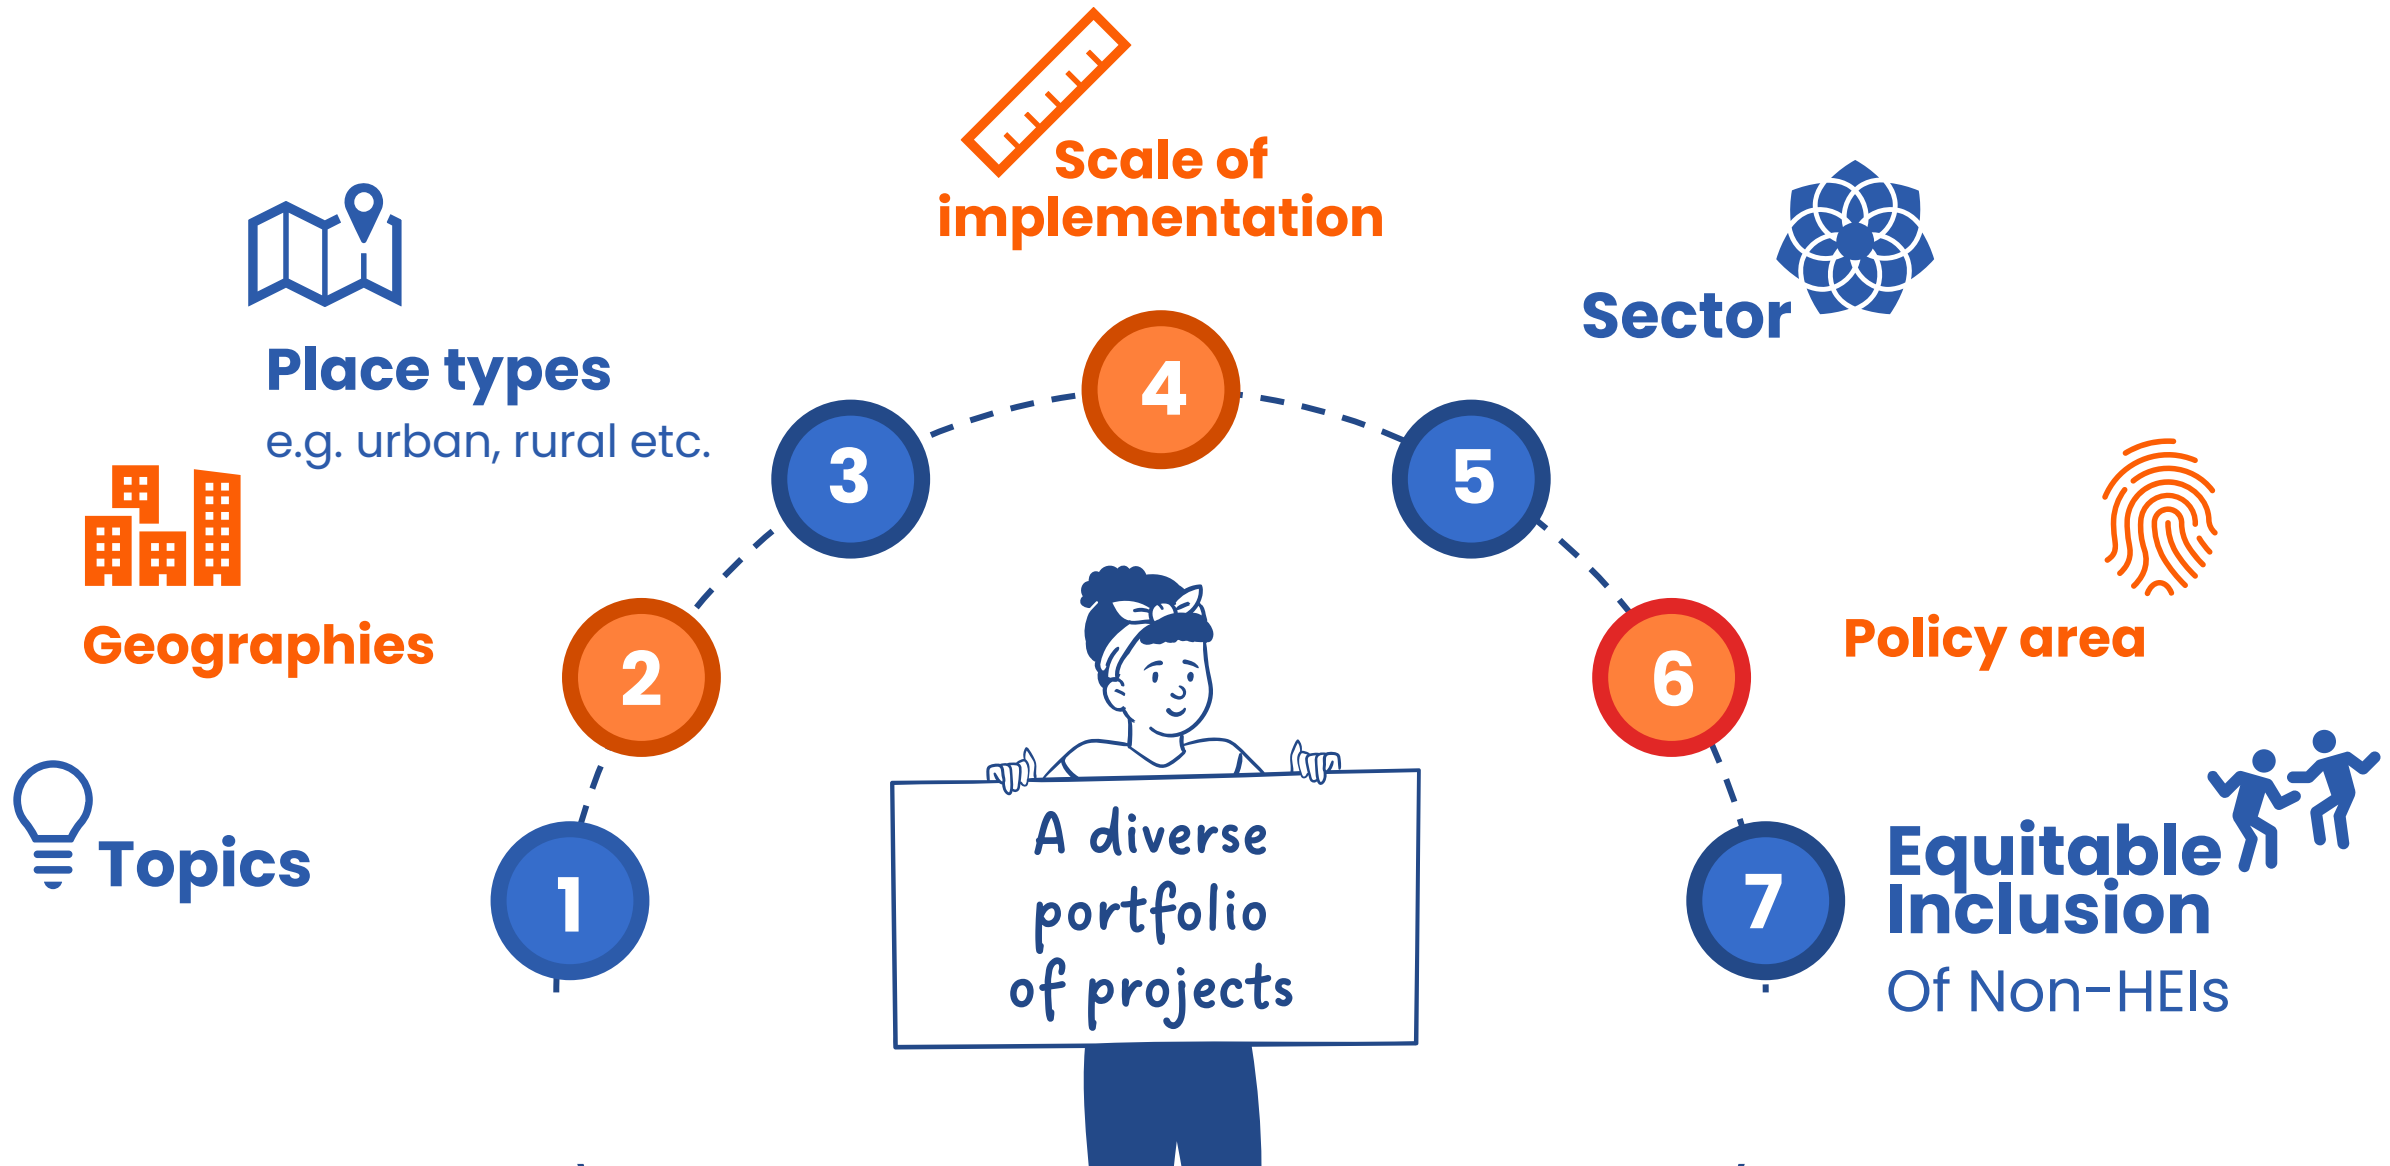 1
Topics
2
Geographies
3
Place types
e.g. urban, rural etc.
4
Scale of
implementation
5
Sector
6
Policy area
7
Equitable
Inclusion
Of Non-HEIs
A diverse
portfolio
of projects